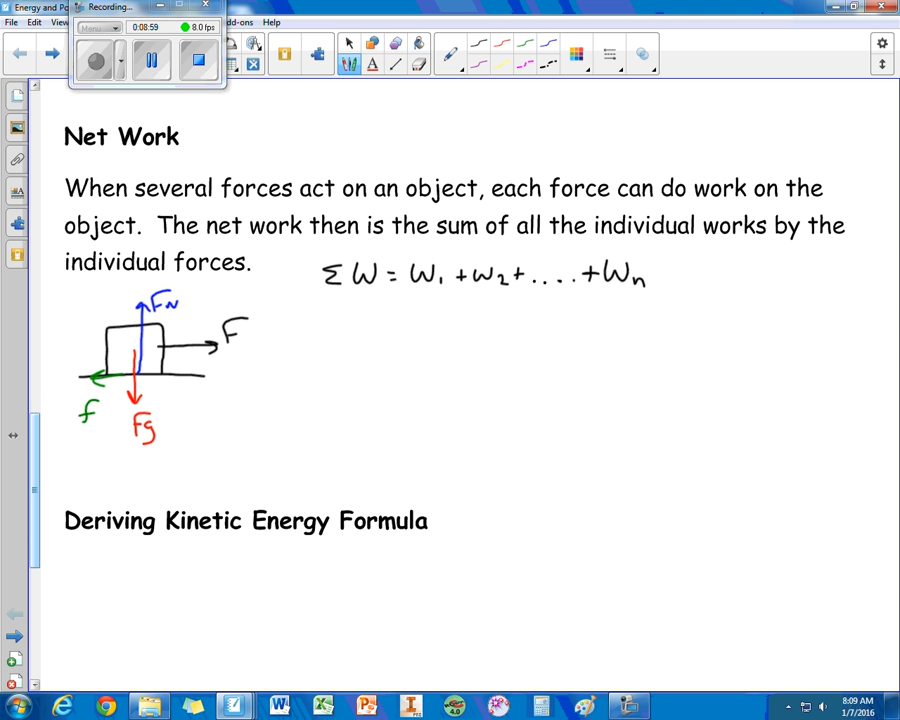 Energy and Po
Recording...
File Edit View
Add-ons Help
Menu
0:08:59
8.0 fps
Net Work
When several forces act on an object, each force can do work on the
object. The net work then is the sum of all the individual works by the
individual forces.
Σ W = W1 + W2 + .... + Wn
FN
F
f
Fg
Deriving Kinetic Energy Formula
8:09 AM
1/7/2016